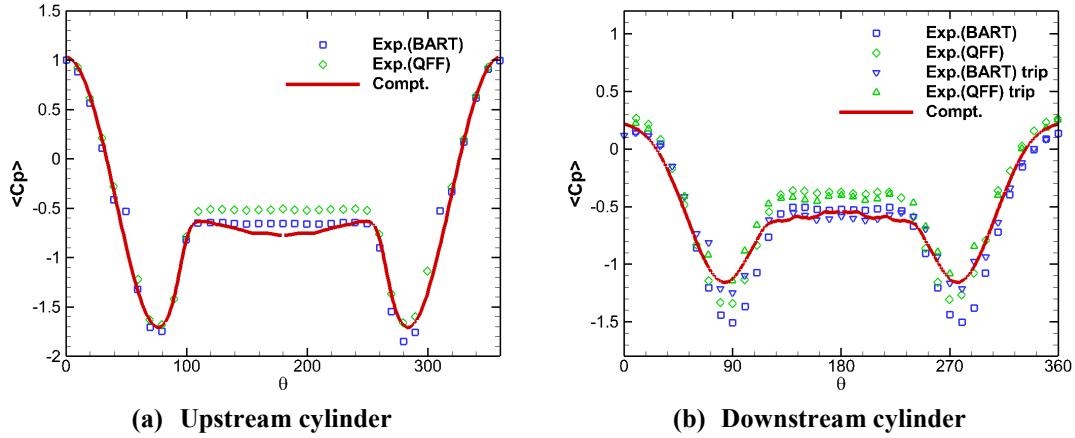 Exp.(BART)
Exp.(QFF)
Compt.
<Cp>
1.5
1
0.5
0
-0.5
-1
-1.5
-2
0
100
200
300
θ
(a) Upstream cylinder
Exp.(BART)
Exp.(QFF)
Exp.(BART) trip
Exp.(QFF) trip
Compt.
<Cp>
1
0.5
0
-0.5
-1
-1.5
0
90
180
270
360
θ
(b) Downstream cylinder